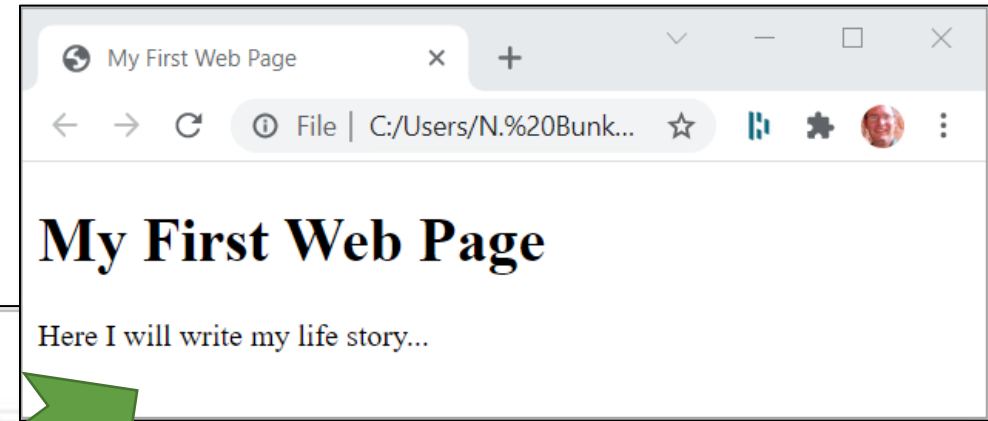 My First Web Page
File | C:/Users/N.%20Bunk...
My First Web Page
Here I will write my life story...